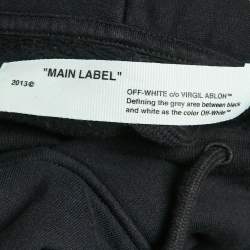 "MAIN LABEL"
2013©
OFF-WHITE c/o VIRGIL ABLOH™
Defining the grey area between black
and white as the color Off-White™